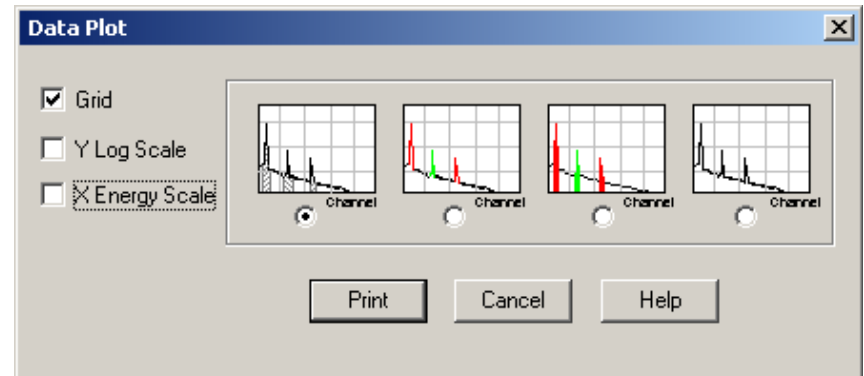 Data Plot
Grid
Y Log Scale
X Energy Scale
Channel
Channel
Channel
Channel
Print
Cancel
Help